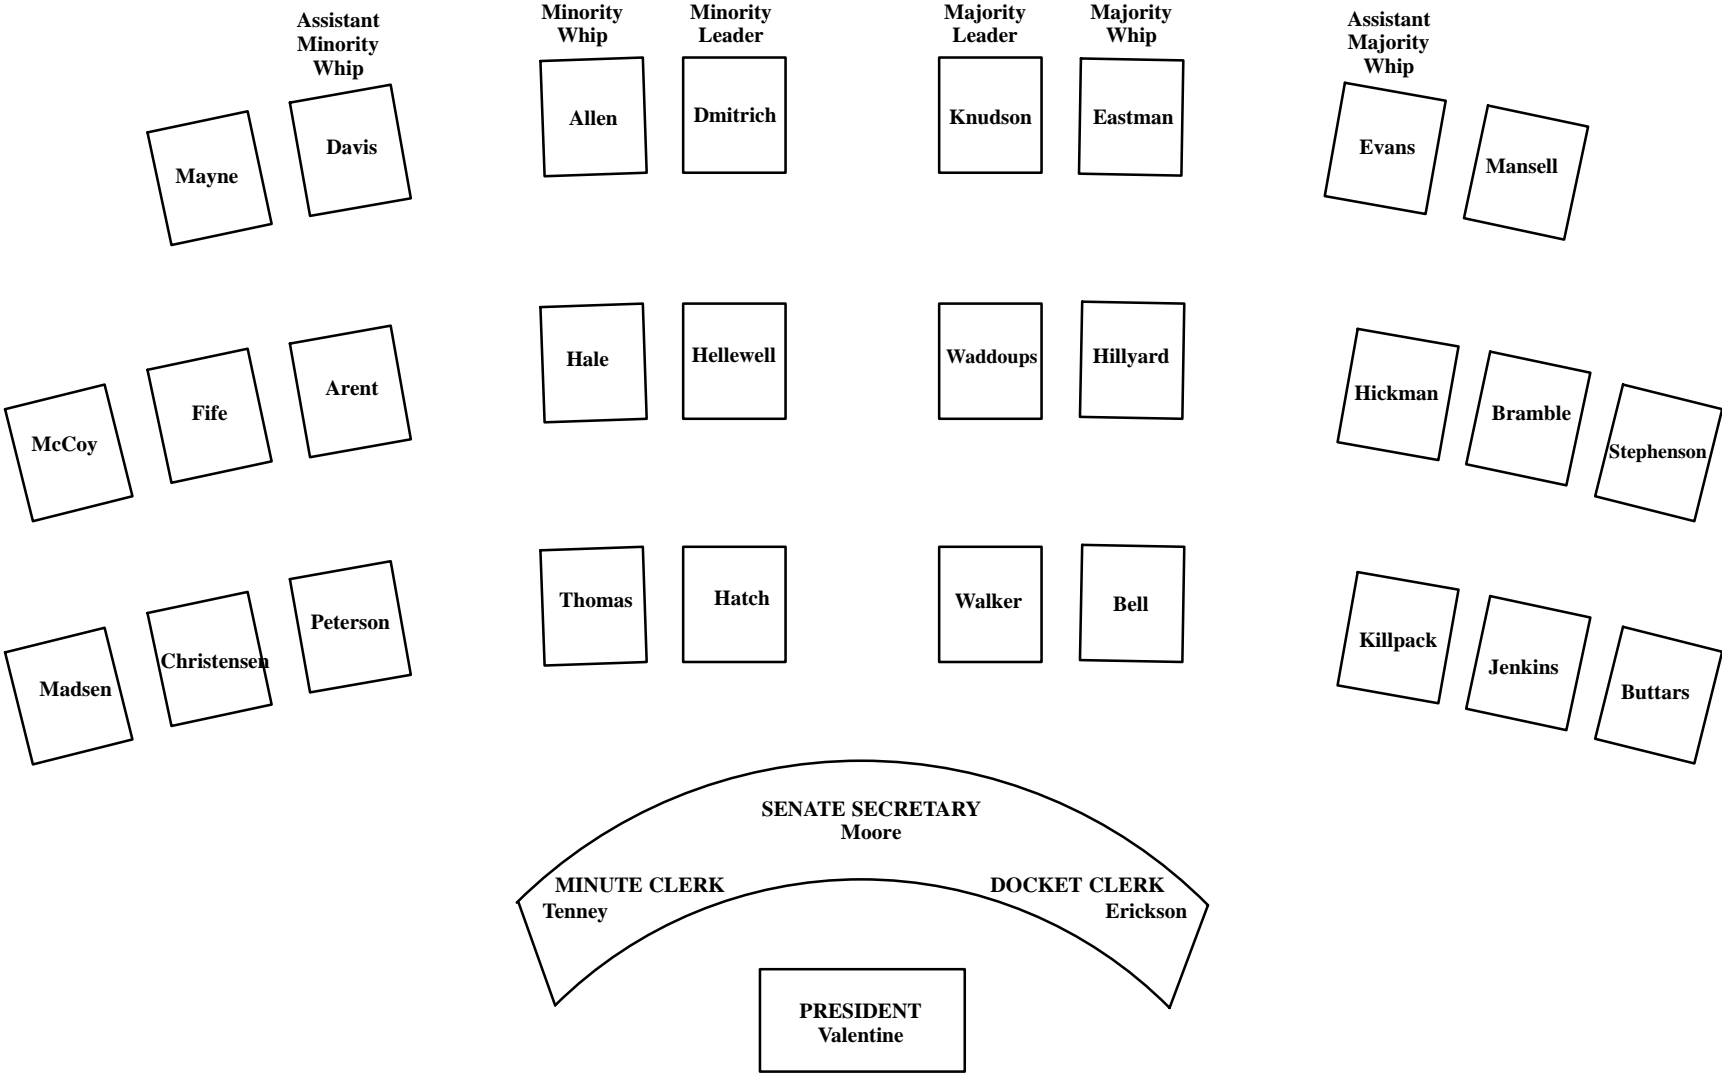 Assistant
Minority
Whip
Minority
Whip
Minority
Leader
Majority
Leader
Majority
Whip
Assistant
Majority
Whip
Mayne
Davis
Allen
Dmitrich
Knudson
Eastman
Evans
Mansell
McCoy
Fife
Arent
Hale
Hellewell
Waddoups
Hillyard
Hickman
Bramble
Stephenson
Madsen
Christensen
Peterson
Thomas
Hatch
Walker
Bell
Killpack
Jenkins
Buttars
SENATE SECRETARY
Moore
MINUTE CLERK
Tenney
DOCKET CLERK
Erickson
PRESIDENT
Valentine